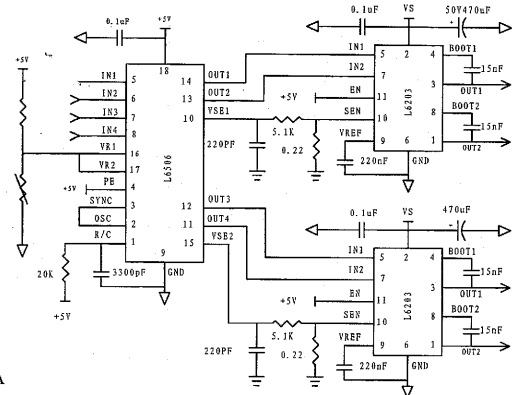 0.1uF
+5V
0.1uF
VS
50V470uF
+5V
IN1
IN2
IN3
IN4
VR1
VR2
PE
+5V
SYNC
OSC
R/C
5
6
7
8
16
17
4
3
2
1
18
L6506
14
13
10
12
11
15
9
GND
OUT1
OUT2
VSE1
220PF
OUT3
OUT4
VSE2
20K
+5V
3300pF
5.1K
0.22
IN1
IN2
+5V
EN
SEN
VREF
220nF
5
7
11
10
9
2
L6203
6
GND
4
3
8
1
BOOT1
15nF
OUT1
BOOT2
15nF
OUT2
0.1uF
VS
470uF
IN1
IN2
+5V
EN
SEN
VREF
220PF
5.1K
0.22
220nF
5
7
11
10
9
2
L6203
6
GND
4
3
8
1
BOOT1
15nF
OUT1
BOOT2
15nF
OUT2
A